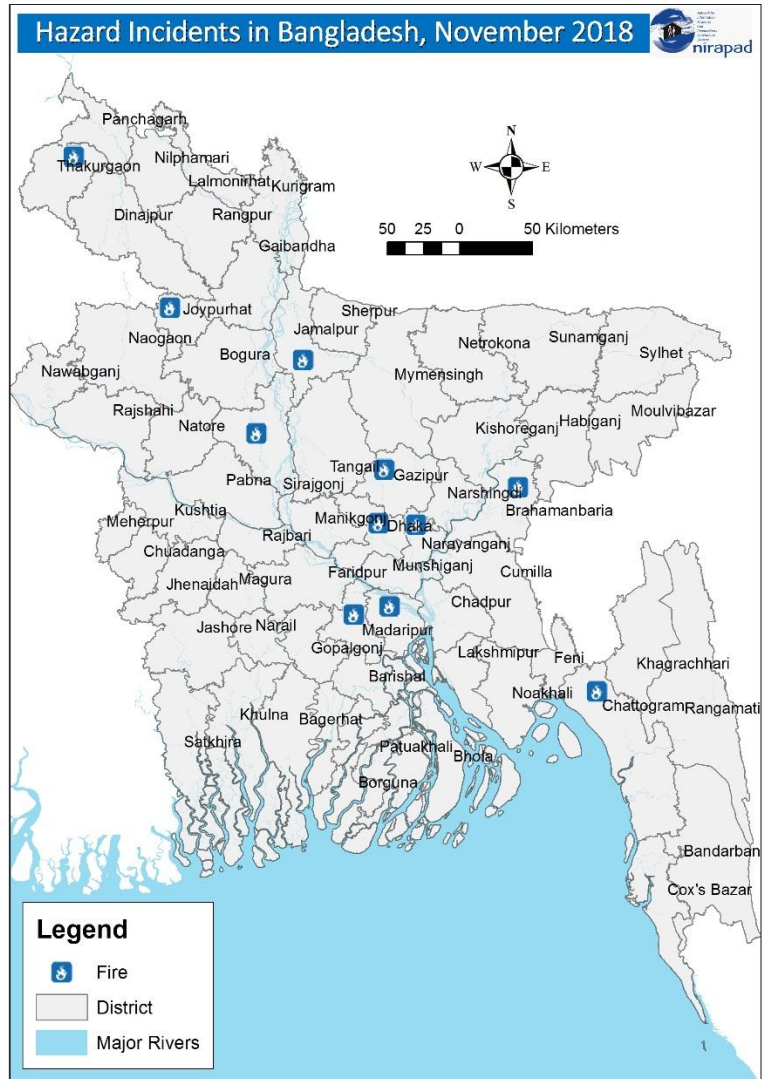 Hazard Incidents in Bangladesh, November 2018
nirapad
N
W E
S
50 25 0 50 Kilometers
Panchagarh
Thakurgaon
Nilphamari
Lalmonirhat
Kurigram
Dinajpur
Rangpur
Gaibandha
Joypurhat
Sherpur
Jamalpur
Naogaon
Bogura
Netrokona
Sunamganj
Sylhet
Nawabganj
Mymensingh
Rajshahi
Natore
Kishoreganj
Habiganj
Moulvibazar
Pabna
Sirajgonj
Tangail
Gazipur
Narshingdi
Brahamanbaria
Meherpur
Kushtia
Manikgonj
Dhaka
Rajbari
Narayanganj
Chuadanga
Jhenaidah
Magura
Faridpur
Munshiganj
Cumilla
Jashore
Narail
Gopalgonj
Madaripur
Chadpur
Barishal
Lakshmipur
Feni
Khagrachhari
Noakhali
Chattogram
Rangamati
Satkhira
Khulna
Bagerhat
Patuakhali
Bhola
Borguna
Bandarban
Cox's Bazar
Legend
Fire
District
Major Rivers